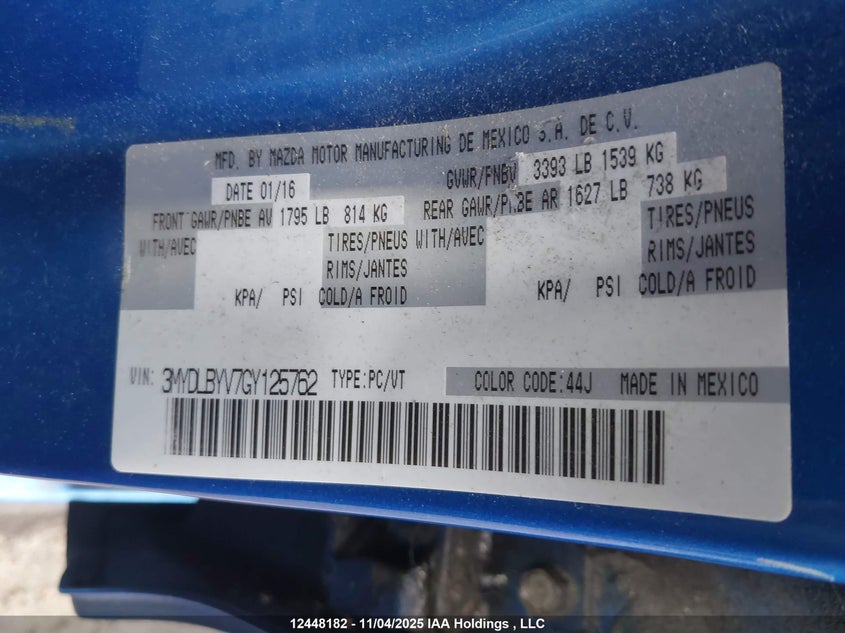 MFD. BY MAZDA MOTOR MANUFACTURING DE MEXICO S.A. DE C.V.
DATE 01/16 GVWR/PNBV 3393 LB 1539 KG
FRONT GAWR/PNBE AV 1795 LB 814 KG REAR GAWR/PNBE AR 1627 LB 738 KG
WITH/AVEC TIRES/PNEUS WITH/AVEC TIRES/PNEUS
RIMS/JANTES RIMS/JANTES
KPA/ PSI COLD/A FROID KPA/ PSI COLD/A FROID
VIN: 3MYDLBYV7GY125762 TYPE:PC/VT COLOR CODE:44J MADE IN MEXICO
12448182 - 11/04/2025 IAA Holdings , LLC